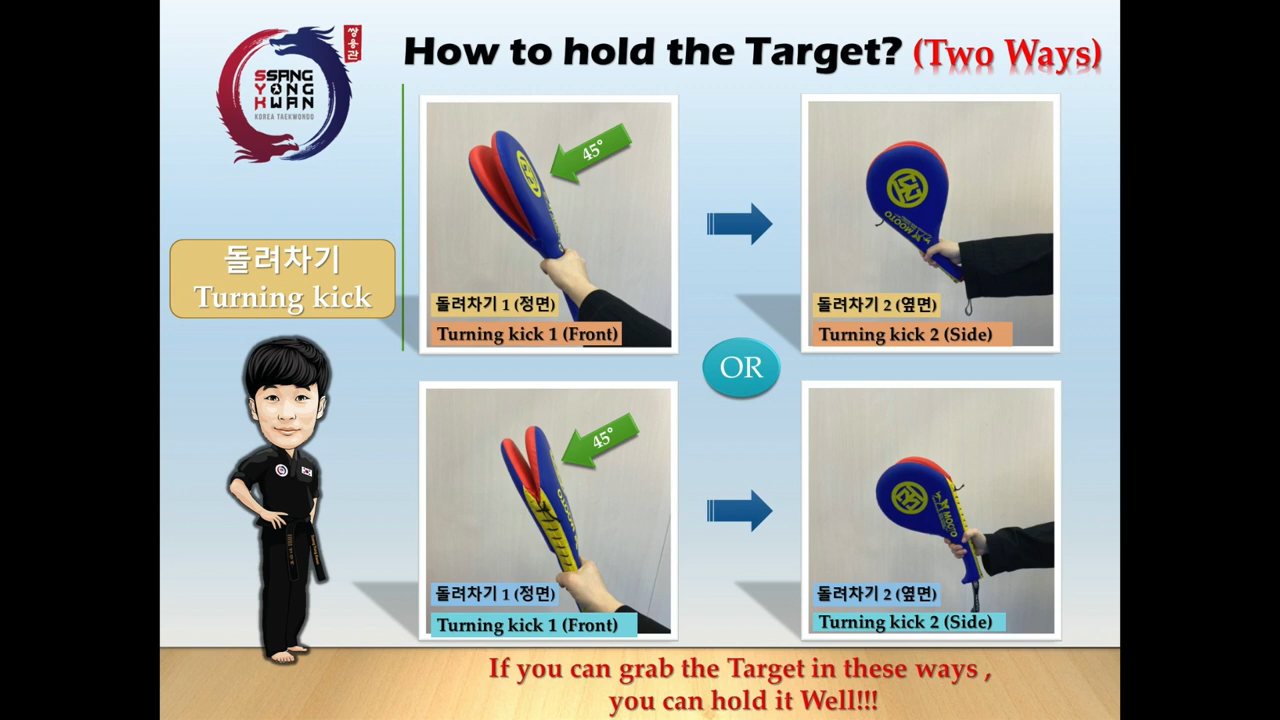 쌍용관
SSANG
YONG
KWAN
KOREA TAEKWONDO
How to hold the Target? (Two Ways)
돌려차기
Turning kick
45°
돌려차기 1 (정면)
Turning kick 1 (Front)
MOOTO
돌려차기 2 (옆면)
Turning kick 2 (Side)
OR
45°
MOOTO
돌려차기 1 (정면)
Turning kick 1 (Front)
MOOTO
돌려차기 2 (옆면)
Turning kick 2 (Side)
If you can grab the Target in these ways ,
you can hold it Well!!!